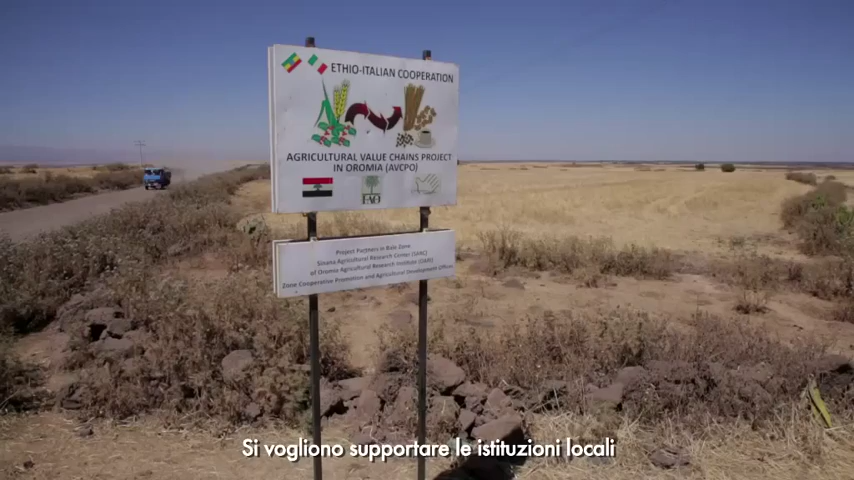 ETHIO-ITALIAN COOPERATION
AGRICULTURAL VALUE CHAINS PROJECT
IN OROMIA (AVCPO)
Project Partners in Bale Zone:
Sinana Agricultural Research Center (SARC)
of Oromia Agricultural Research Institute (OARI)
Zone Cooperative Promotion and Agricultural Development Offices
Si vogliono supportare le istituzioni locali